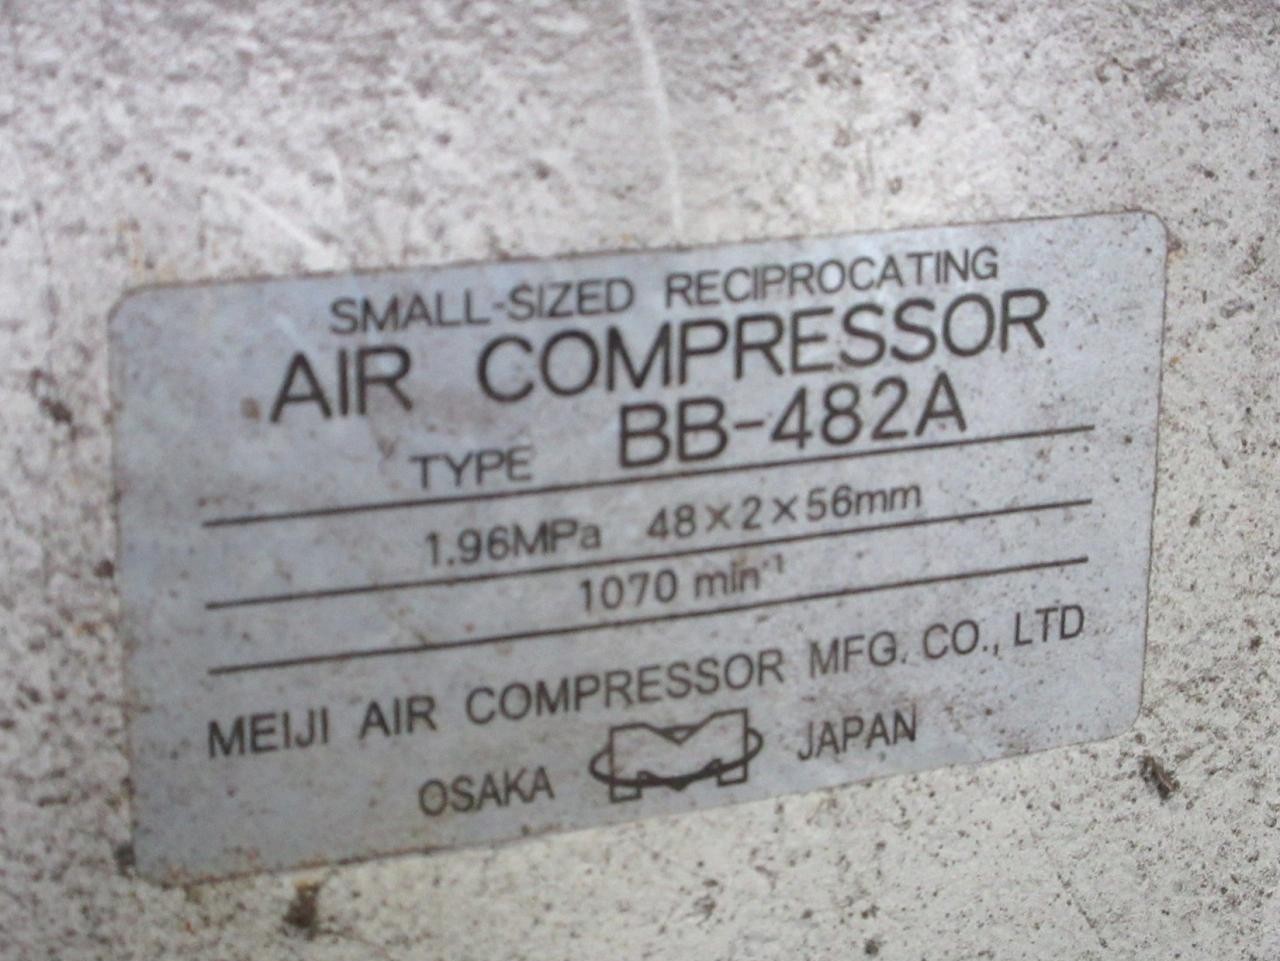 SMALL-SIZED RECIPROCATING
AIR COMPRESSOR
TYPE BB-482A
1.96MPa 48×2×56mm
1070 min⁻¹
MEIJI AIR COMPRESSOR MFG. CO., LTD
OSAKA JAPAN